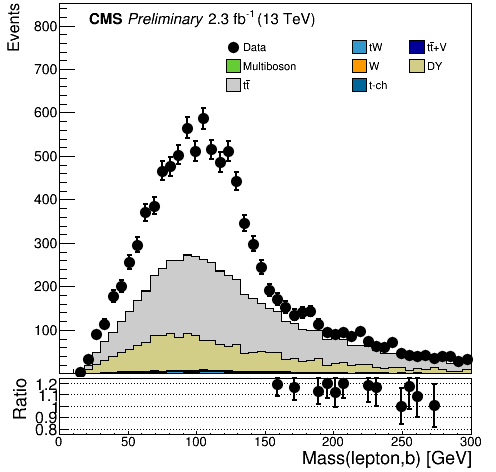 CMS Preliminary 2.3 fb⁻¹ (13 TeV)
Events
800
700
600
500
400
300
200
100
Data
Multiboson
tt̄
tW
W
t-ch
tt̄+V
DY
Ratio
1.2
1.1
1
0.9
0.8
0 50 100 150 200 250 300
Mass(lepton,b) [GeV]